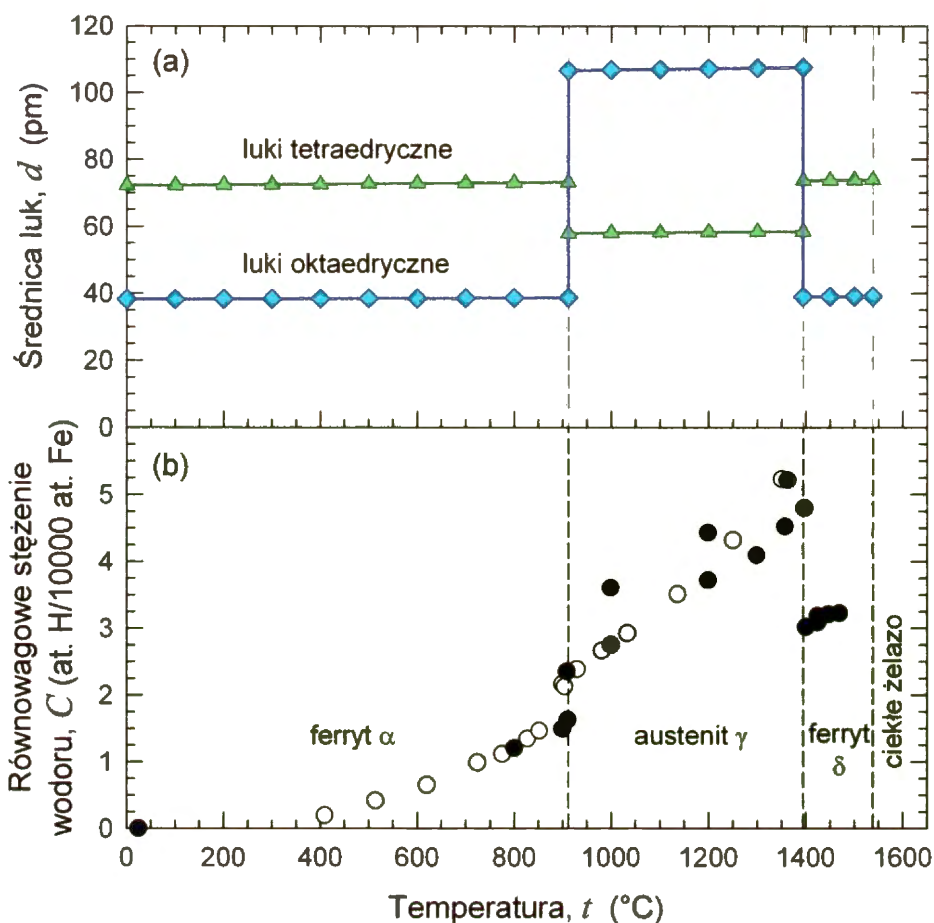 (a)
120
100
80
60
40
20
0
Średnica luk, d (pm)
luki tetraedryczne
luki oktaedryczne
(b)
5
4
3
2
1
0
Równowagowe stężenie
wodoru, C (at. H/10000 at. Fe)
ferryt α
austenit γ
ferryt
δ
ciekłe żelazo
0 200 400 600 800 1000 1200 1400 1600
Temperatura, t (°C)